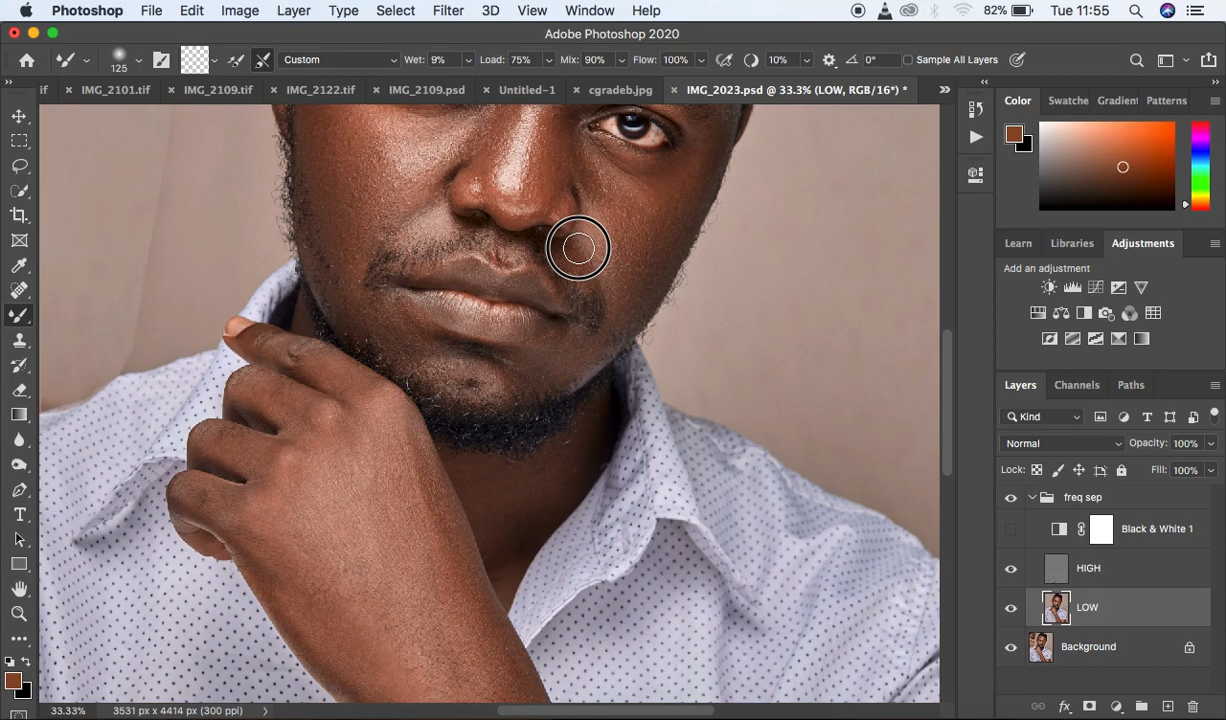 Photoshop File Edit Image Layer Type Select Filter 3D View Window Help 82% Tue 11:55
Adobe Photoshop 2020
125 Custom Wet: 9% Load: 75% Mix: 90% Flow: 100% 10% 0° Sample All Layers
if × IMG_2101.tif × IMG_2109.tif × IMG_2122.tif × IMG_2109.psd × Untitled-1 × cgradeb.jpg × IMG_2023.psd @ 33.3% (LOW, RGB/16*) *
Color Swatche Gradient Patterns
Learn Libraries Adjustments
Add an adjustment
Layers Channels Paths
Kind
Normal Opacity: 100%
Lock: Fill: 100%
freq sep
Black & White 1
HIGH
LOW
Background
33.33% 3531 px x 4414 px (300 ppi)